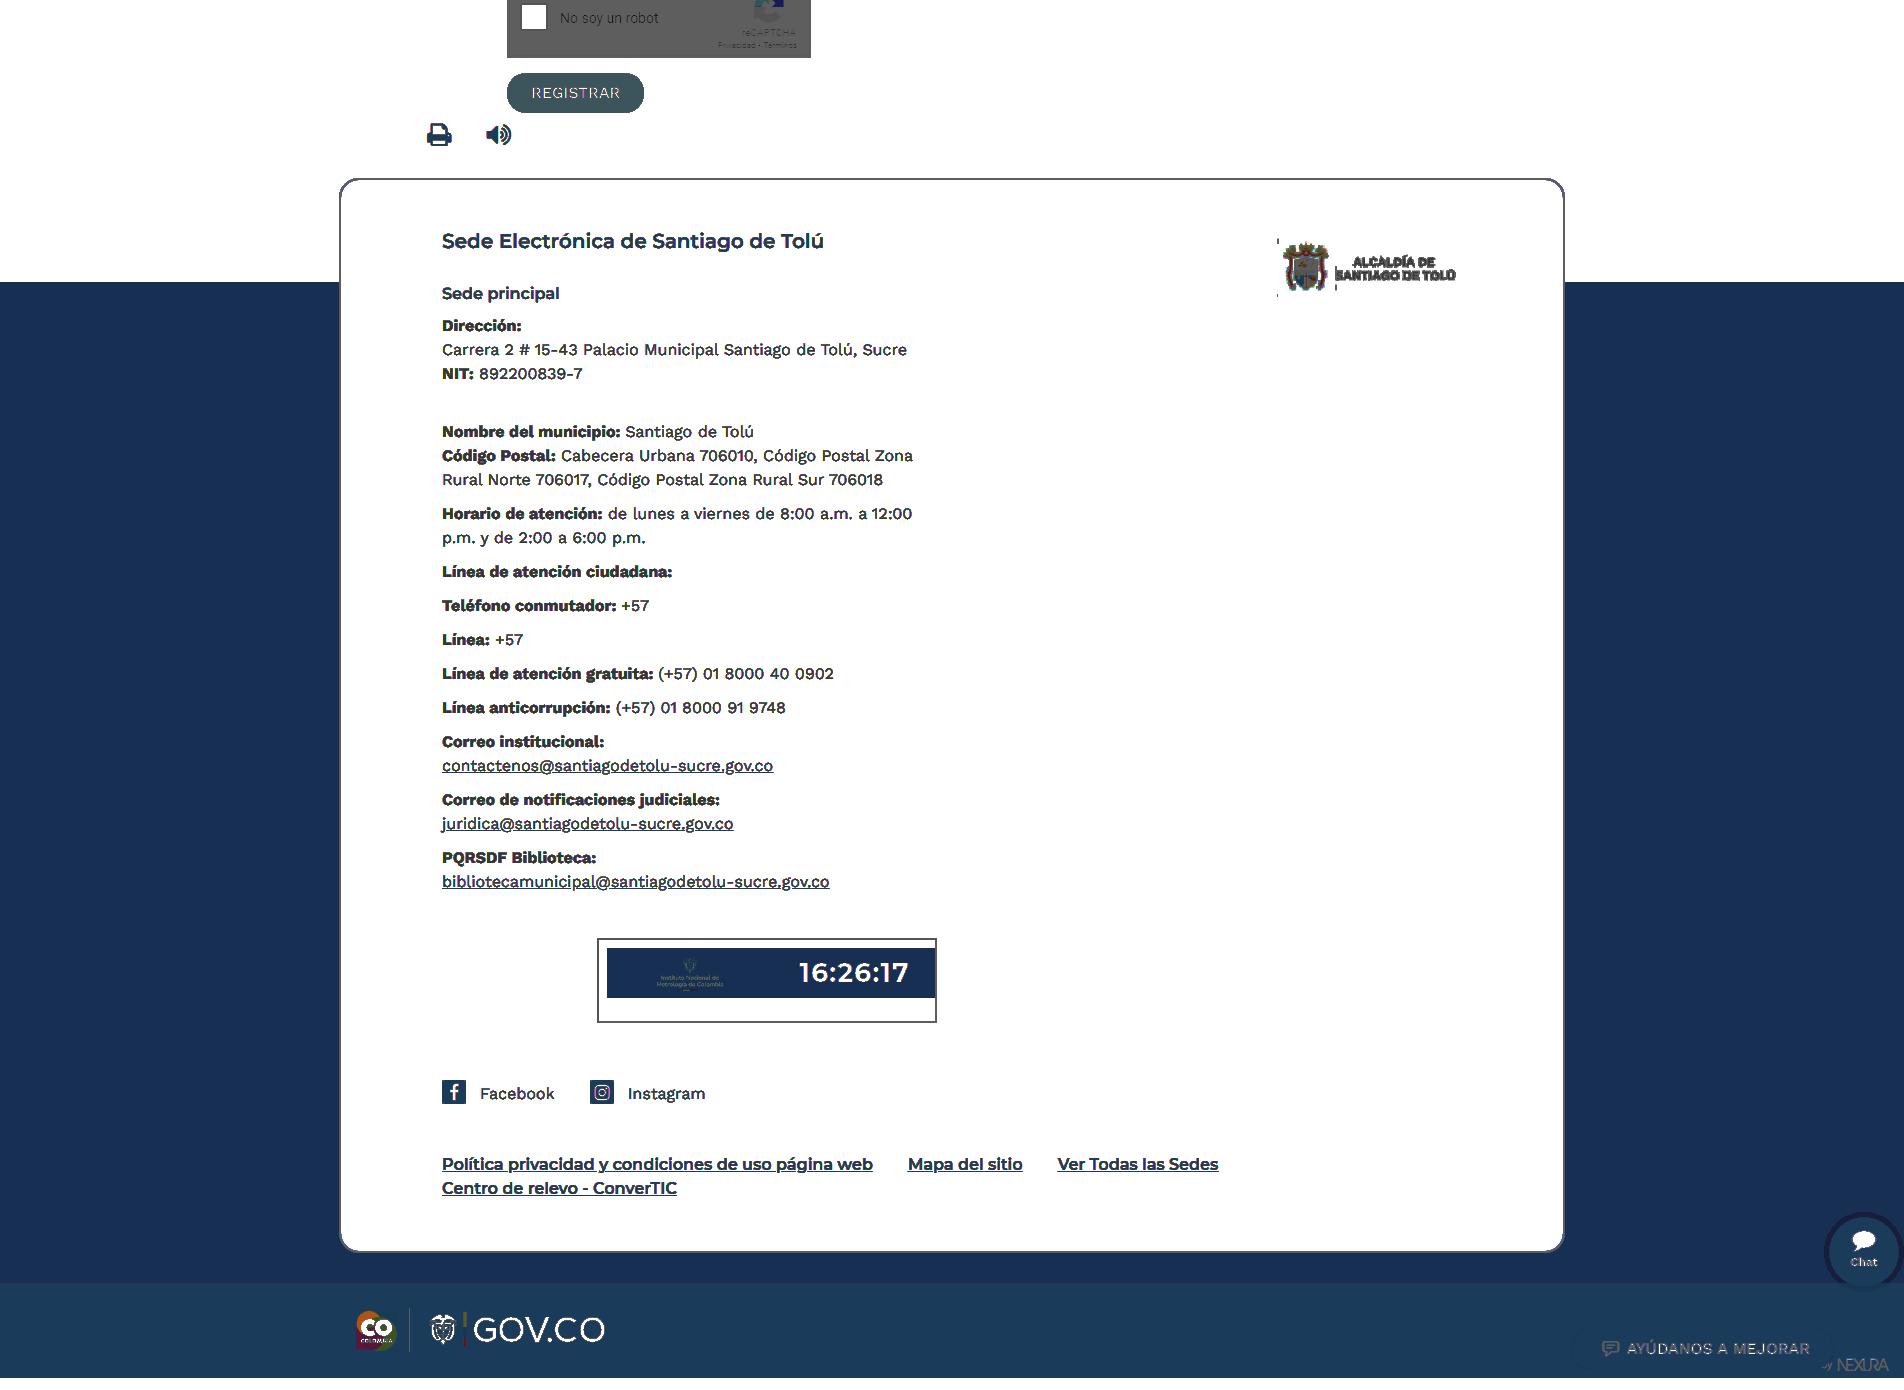 No soy un robot
reCAPTCHA
Privacidad - Términos
REGISTRAR
Sede Electrónica de Santiago de Tolú
ALCALDÍA DE
SANTIAGO DE TOLÚ
Sede principal
Dirección:
Carrera 2 # 15-43 Palacio Municipal Santiago de Tolú, Sucre
NIT: 892200839-7
Nombre del municipio: Santiago de Tolú
Código Postal: Cabecera Urbana 706010, Código Postal Zona
Rural Norte 706017, Código Postal Zona Rural Sur 706018
Horario de atención: de lunes a viernes de 8:00 a.m. a 12:00
p.m. y de 2:00 a 6:00 p.m.
Línea de atención ciudadana:
Teléfono conmutador: +57
Línea: +57
Línea de atención gratuita: (+57) 01 8000 40 0902
Línea anticorrupción: (+57) 01 8000 91 9748
Correo institucional:
contactenos@santiagodetolu-sucre.gov.co
Correo de notificaciones judiciales:
juridica@santiagodetolu-sucre.gov.co
PQRSDF Biblioteca:
bibliotecamunicipal@santiagodetolu-sucre.gov.co
Instituto Nacional de
Metrología de Colombia
16:26:17
Facebook Instagram
Política privacidad y condiciones de uso página web Mapa del sitio Ver Todas las Sedes
Centro de relevo - ConverTIC
Chat
CO
COLOMBIA
GOV.CO
AYÚDANOS A MEJORAR
by NEXURA